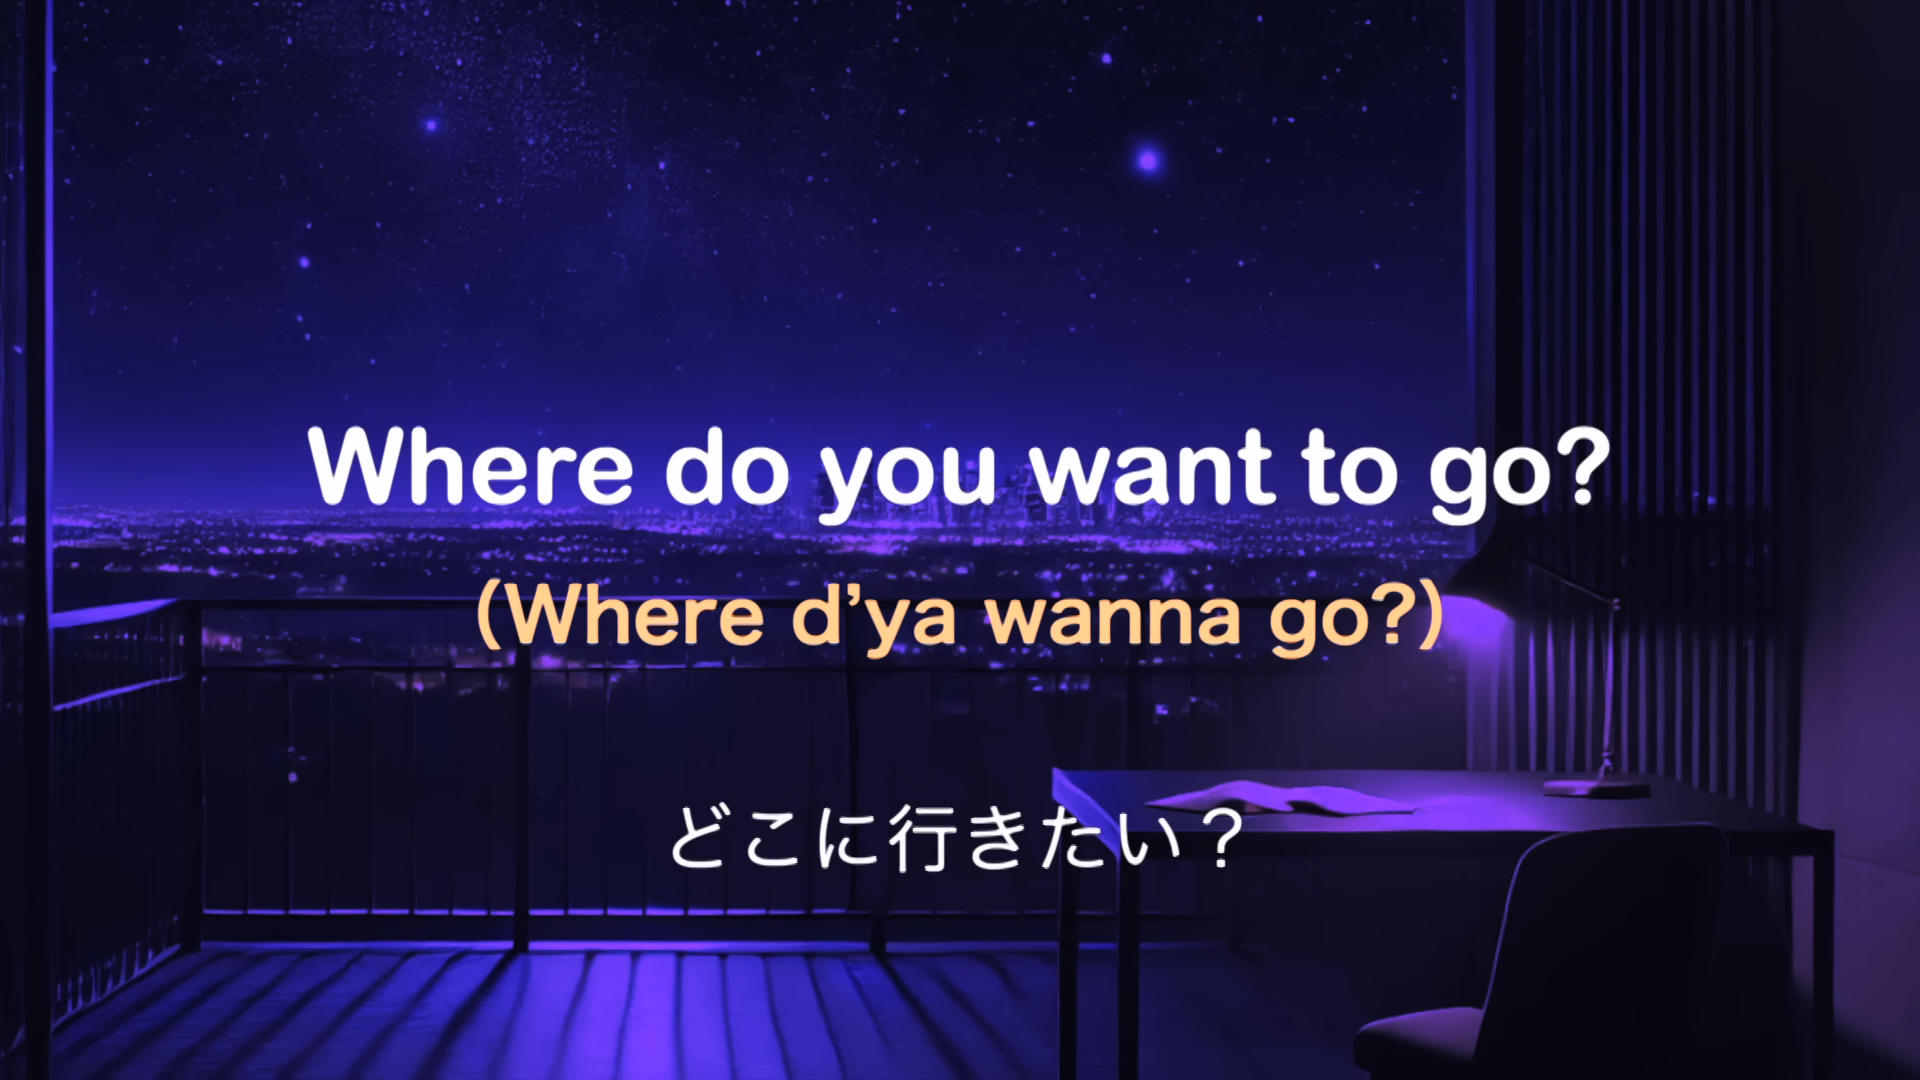 Where do you want to go?
(Where d’ya wanna go?)
どこに行きたい？